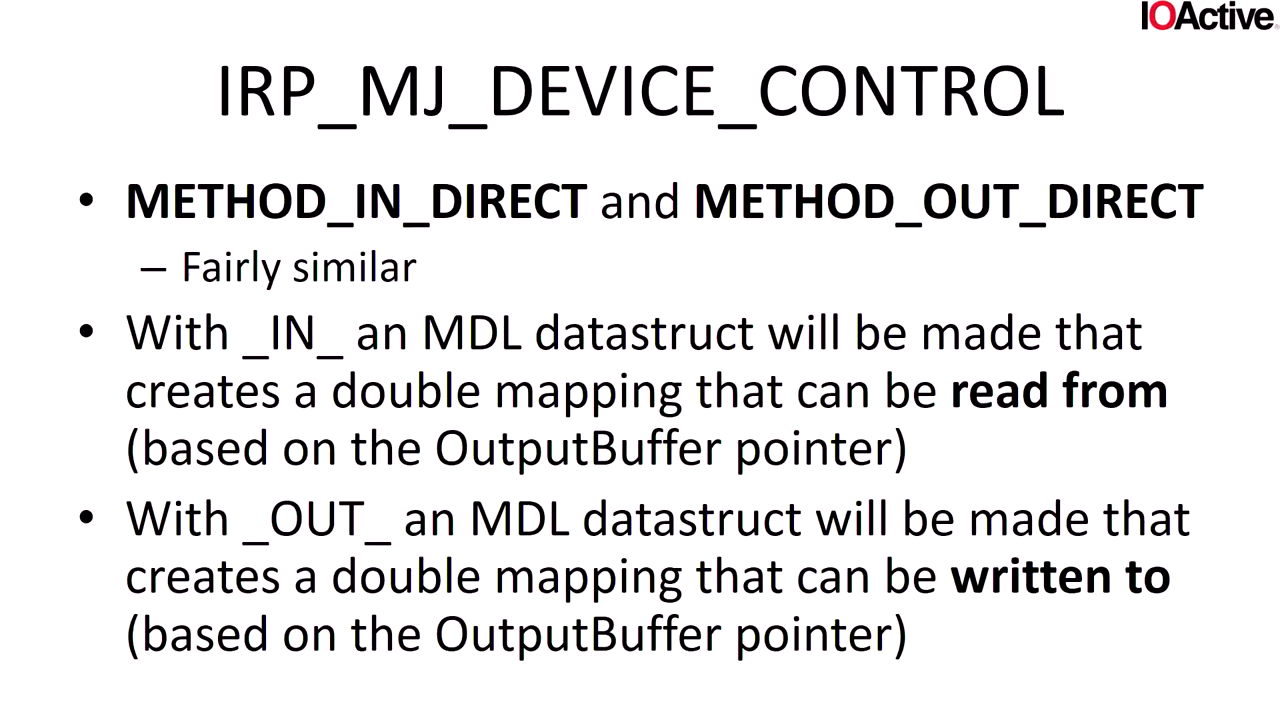 IOActive
IRP_MJ_DEVICE_CONTROL
• METHOD_IN_DIRECT and METHOD_OUT_DIRECT
– Fairly similar
• With _IN_ an MDL datastruct will be made that
creates a double mapping that can be read from
(based on the OutputBuffer pointer)
• With _OUT_ an MDL datastruct will be made that
creates a double mapping that can be written to
(based on the OutputBuffer pointer)